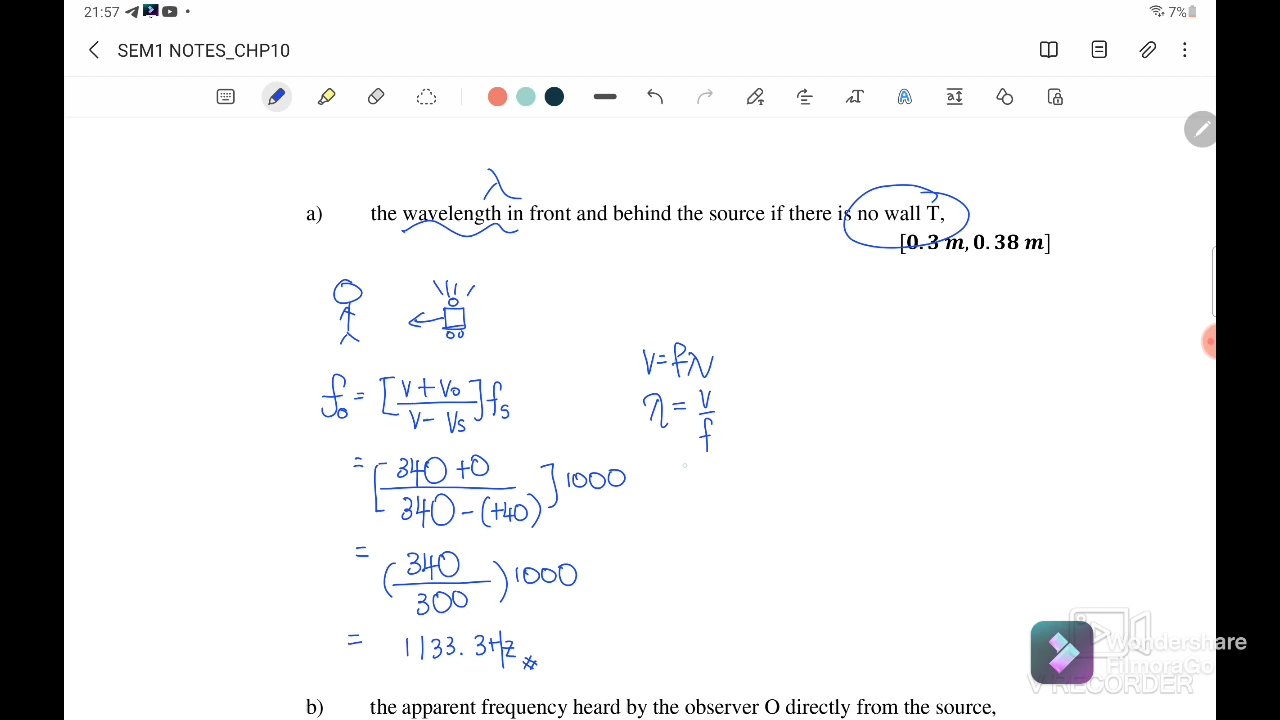 21:57 7%
SEM1 NOTES_CHP10
λ
a) the wavelength in front and behind the source if there is no wall T,
[0.3 m, 0.38 m]
f₀ = [V + V₀ / V - Vs] fs
= [340 + 0 / 340 - (+40)] 1000
= (340 / 300) 1000
= 1133.3Hz
V = fλ
λ = V / f
Wondershare
FilmoraGo
V RECORDER
b) the apparent frequency heard by the observer O directly from the source,